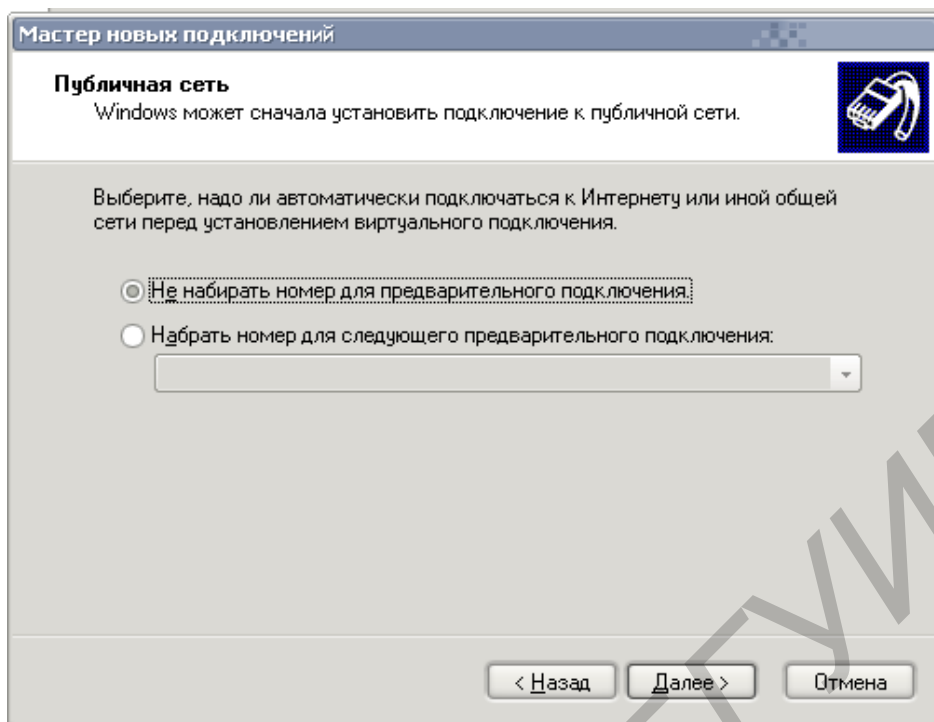 Мастер новых подключений
Публичная сеть
Windows может сначала установить подключение к публичной сети.
Выберите, надо ли автоматически подключаться к Интернету или иной общей
сети перед установлением виртуального подключения.
Не набирать номер для предварительного подключения.
Набрать номер для следующего предварительного подключения:
< Назад
Далее >
Отмена